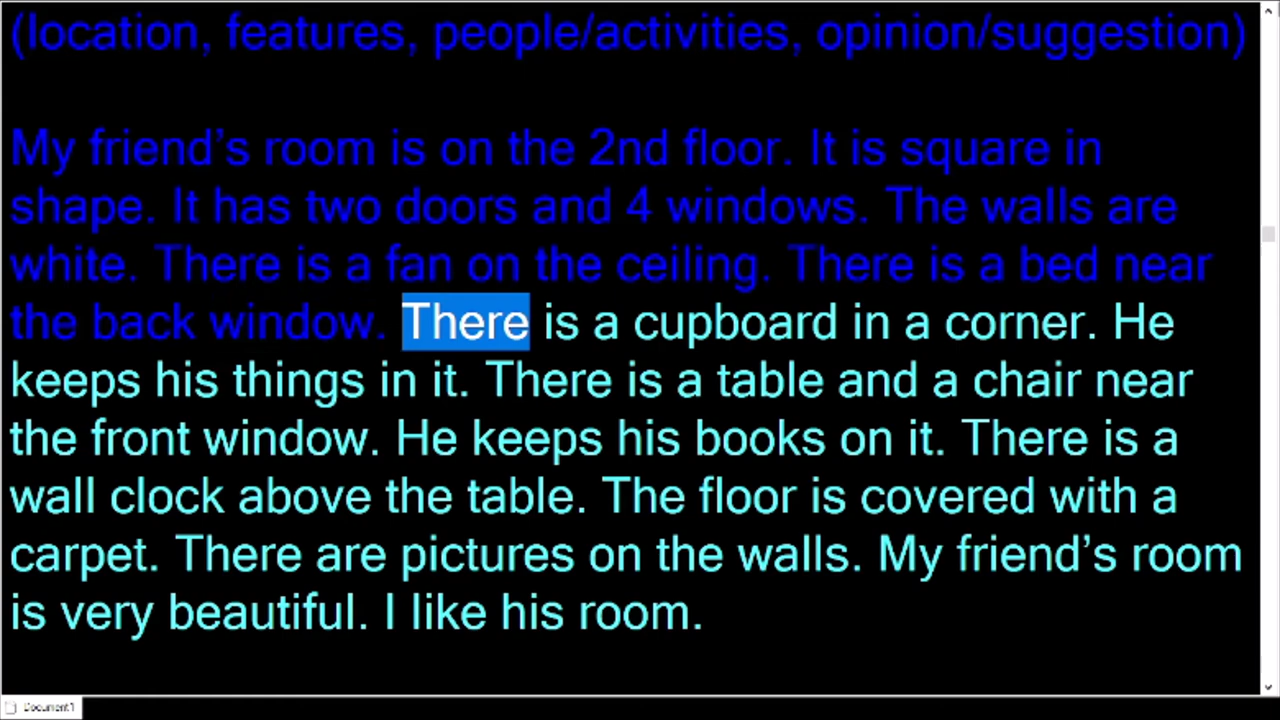 (location, features, people/activities, opinion/suggestion)
My friend’s room is on the 2nd floor. It is square in
shape. It has two doors and 4 windows. The walls are
white. There is a fan on the ceiling. There is a bed near
the back window. There is a cupboard in a corner. He
keeps his things in it. There is a table and a chair near
the front window. He keeps his books on it. There is a
wall clock above the table. The floor is covered with a
carpet. There are pictures on the walls. My friend’s room
is very beautiful. I like his room.
Document1